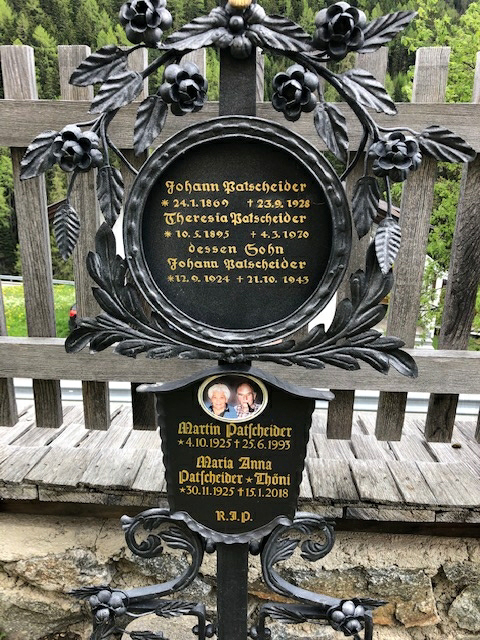 Johann Patscheider
* 24.1.1869 † 23.9.1928
Theresia Patscheider
* 10.5.1895 † 4.3.1970
dessen Sohn
Johann Patscheider
* 12.9.1924 † 21.10.1943
Martin Patscheider
* 4.10.1925 † 25.6.1993
Maria Anna
Patscheider * Thöni
* 30.11.1925 † 15.1.2018
R.I.P.